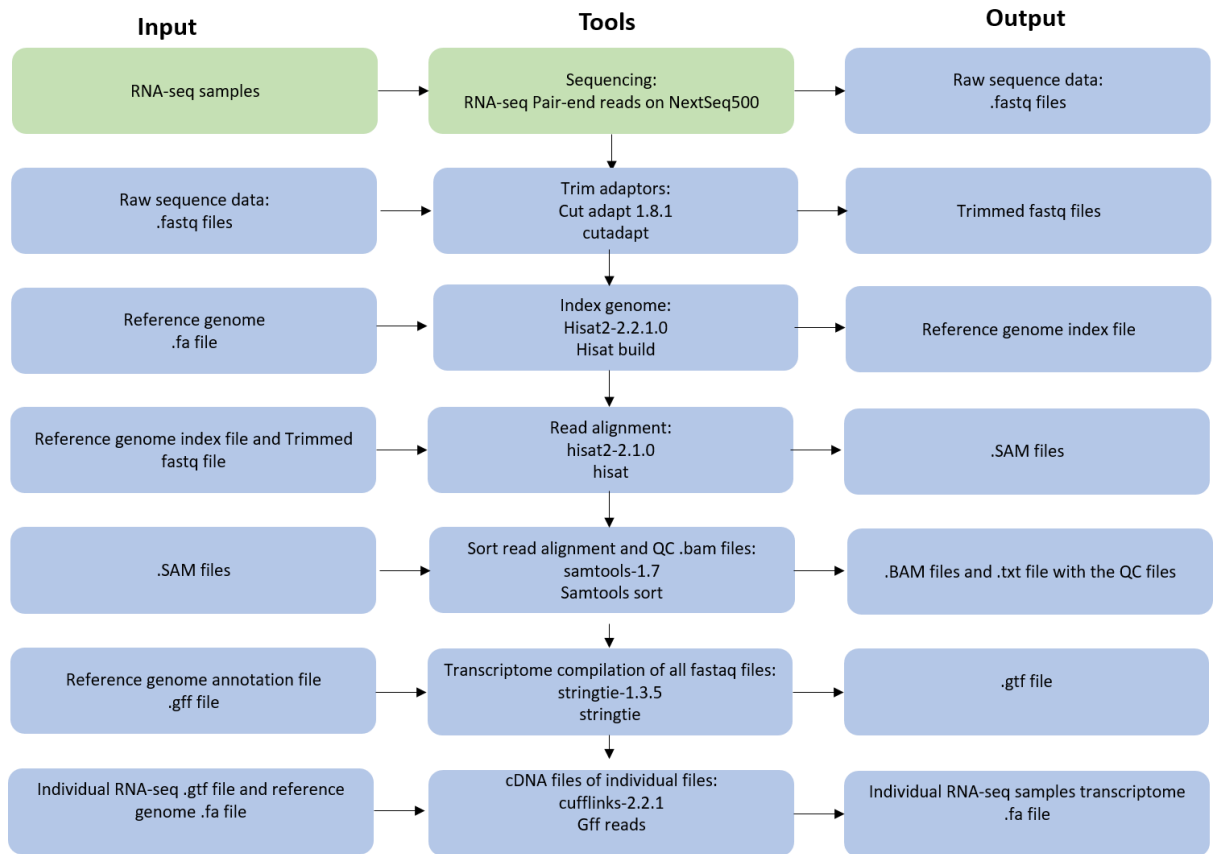 Input
Tools
Output
RNA-seq samples
Sequencing:
RNA-seq Pair-end reads on NextSeq500
Raw sequence data:
.fastq files
Raw sequence data:
.fastq files
Trim adaptors:
Cut adapt 1.8.1
cutadapt
Trimmed fastq files
Reference genome
.fa file
Index genome:
Hisat2-2.2.1.0
Hisat build
Reference genome index file
Reference genome index file and Trimmed
fastq file
Read alignment:
hisat2-2.1.0
hisat
.SAM files
.SAM files
Sort read alignment and QC .bam files:
samtools-1.7
Samtools sort
.BAM files and .txt file with the QC files
Reference genome annotation file
.gff file
Transcriptome compilation of all fastaq files:
stringtie-1.3.5
stringtie
.gtf file
Individual RNA-seq .gtf file and reference
genome .fa file
cDNA files of individual files:
cufflinks-2.2.1
Gff reads
Individual RNA-seq samples transcriptome
.fa file